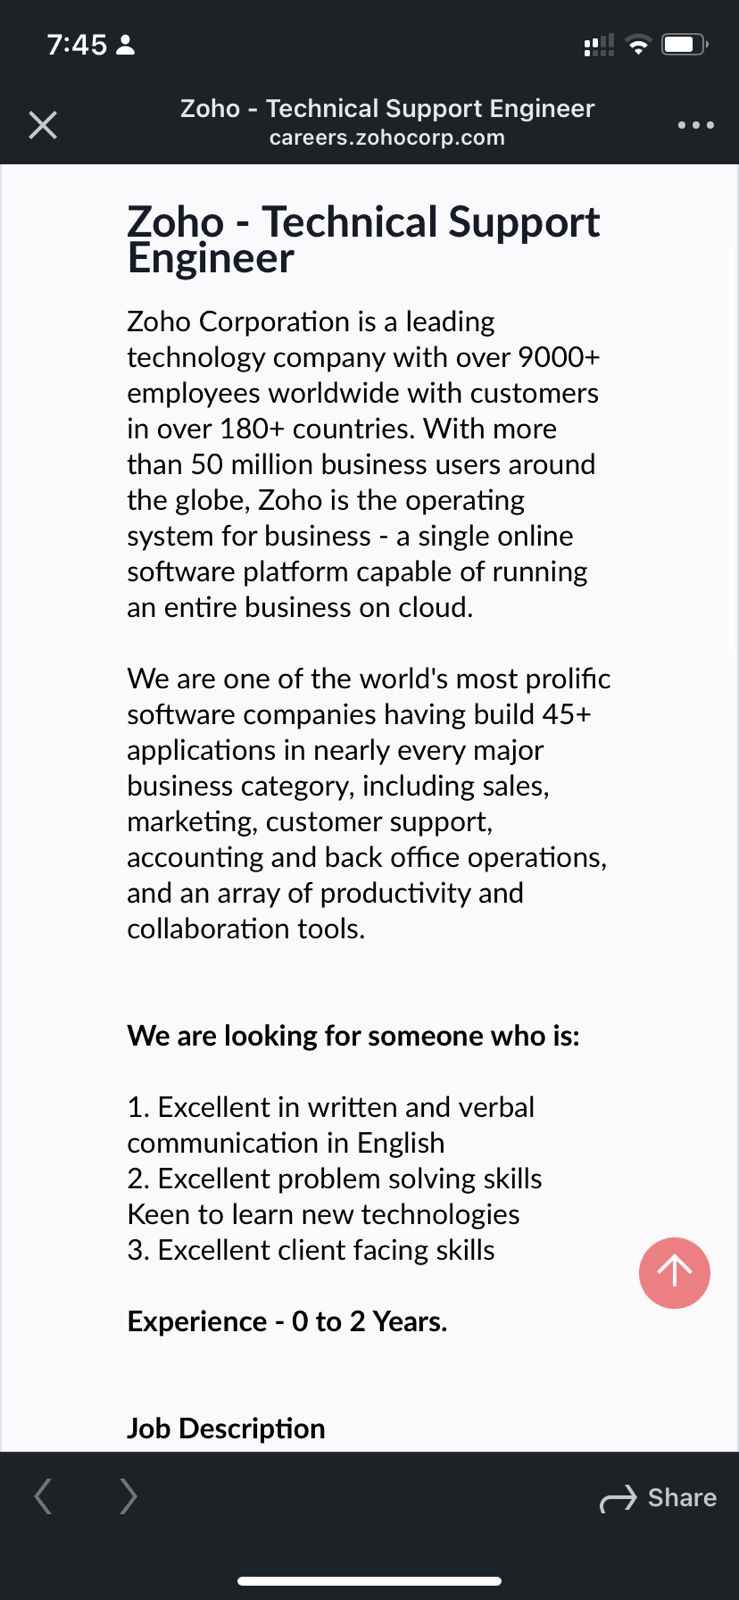 7:45
Zoho - Technical Support Engineer
careers.zohocorp.com
Zoho - Technical Support
Engineer
Zoho Corporation is a leading
technology company with over 9000+
employees worldwide with customers
in over 180+ countries. With more
than 50 million business users around
the globe, Zoho is the operating
system for business - a single online
software platform capable of running
an entire business on cloud.
We are one of the world's most prolific
software companies having build 45+
applications in nearly every major
business category, including sales,
marketing, customer support,
accounting and back office operations,
and an array of productivity and
collaboration tools.
We are looking for someone who is:
1. Excellent in written and verbal
communication in English
2. Excellent problem solving skills
Keen to learn new technologies
3. Excellent client facing skills
Experience - 0 to 2 Years.
Job Description
Share